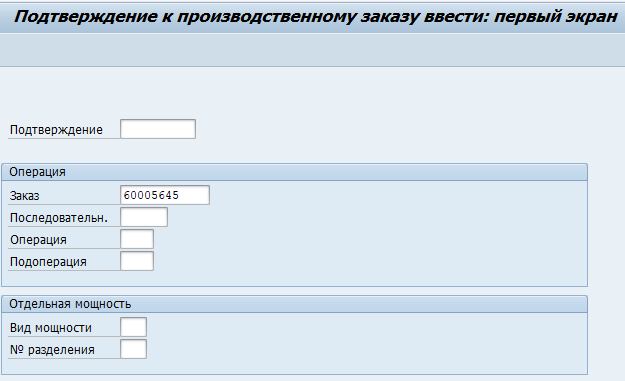 Подтверждение к производственному заказу ввести: первый экран
Подтверждение
Операция
Заказ 60005645
Последовательн.
Операция
Подоперация
Отдельная мощность
Вид мощности
№ разделения